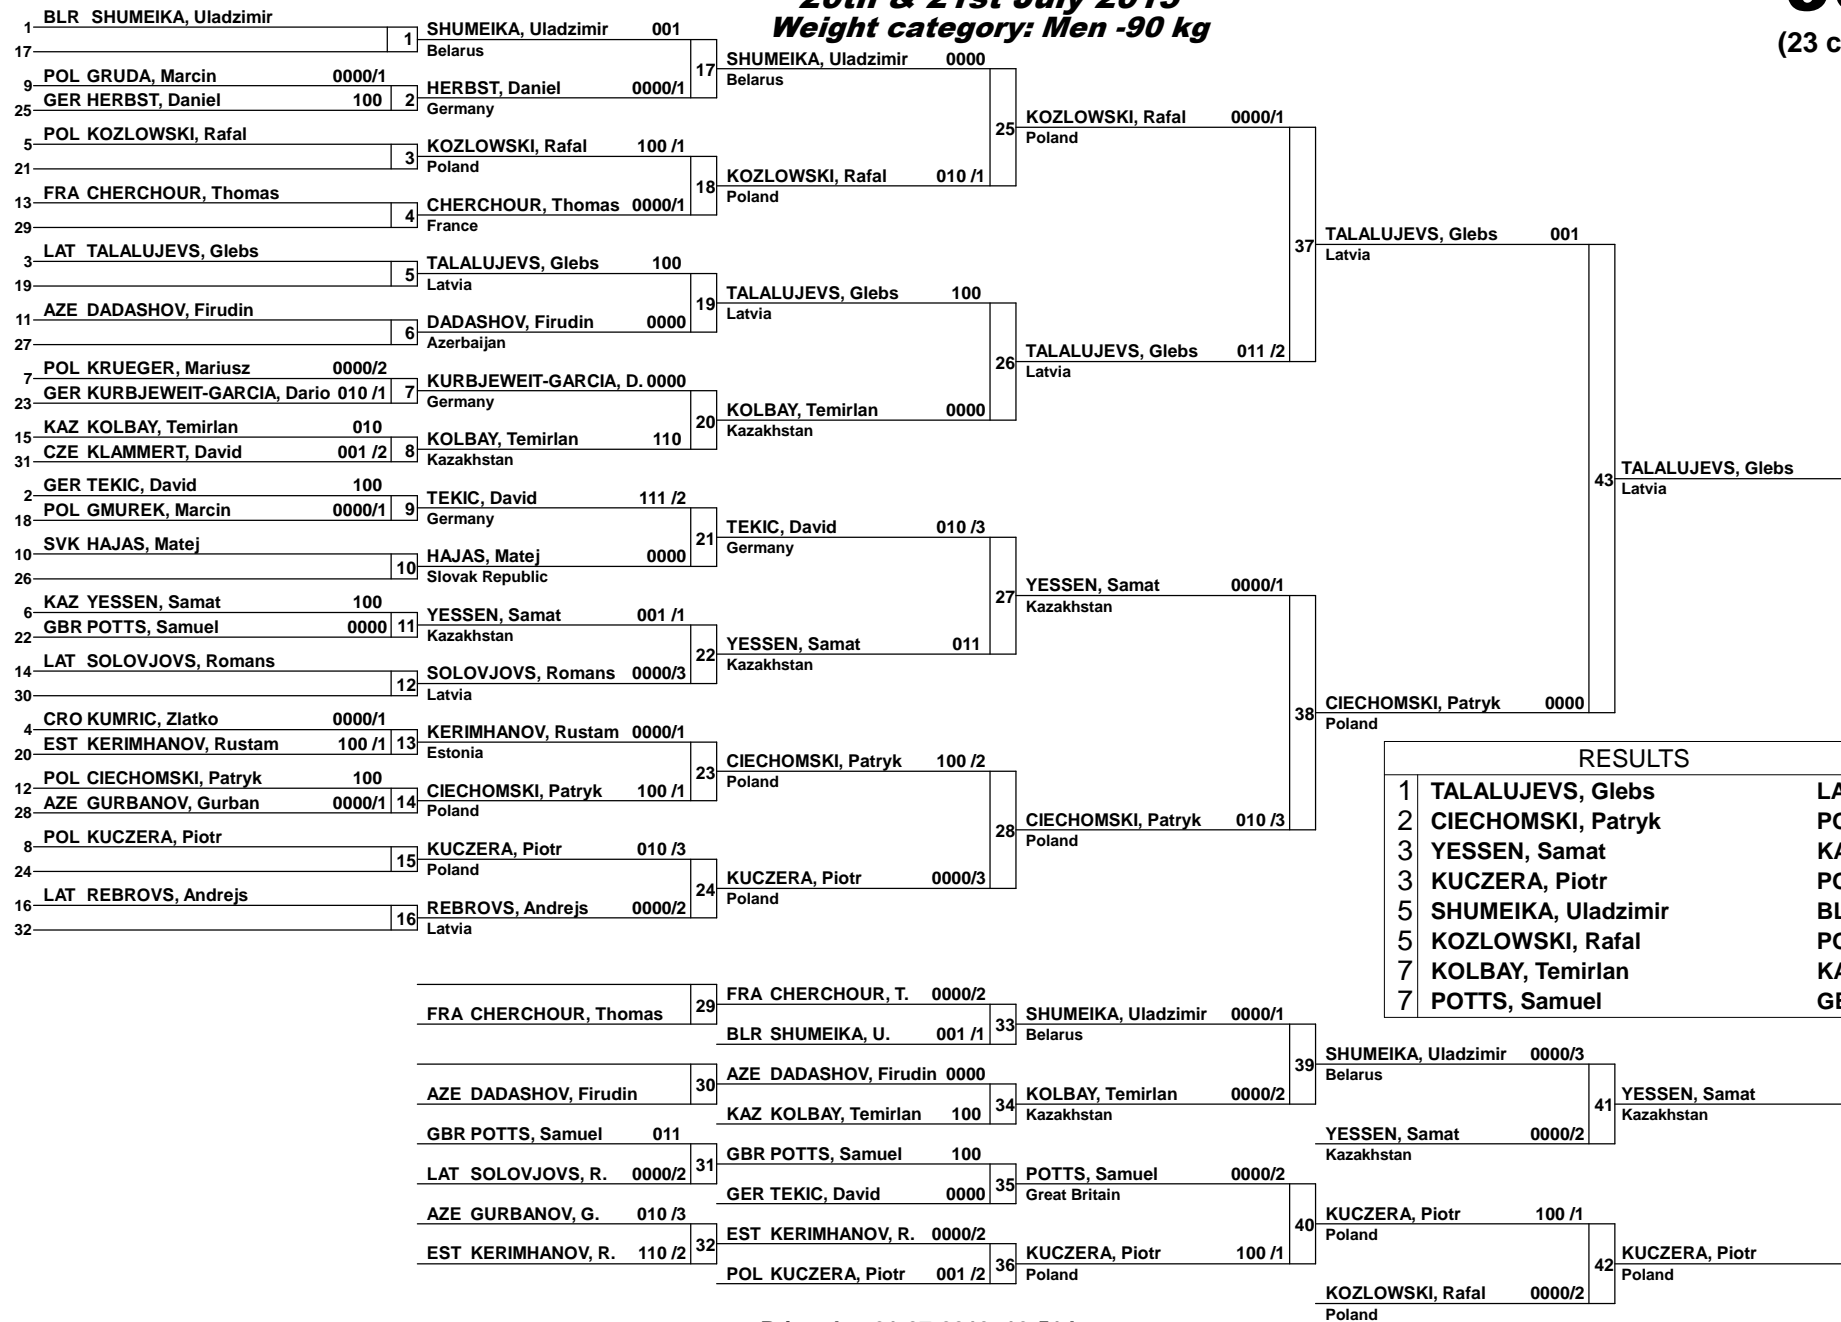 Weight category: Men -90 kg
(23 c
1 BLR SHUMEIKA, Uladzimir
17
1
9 POL GRUDA, Marcin 0000/1
25 GER HERBST, Daniel 100
2
5 POL KOZLOWSKI, Rafal
21
3
13 FRA CHERCHOUR, Thomas
29
4
3 LAT TALALUJEVS, Glebs
19
5
11 AZE DADASHOV, Firudin
27
6
7 POL KRUEGER, Mariusz 0000/2
23 GER KURBJEWEIT-GARCIA, Dario 010 /1
7
15 KAZ KOLBAY, Temirlan 010
31 CZE KLAMMERT, David 001 /2
8
2 GER TEKIC, David 100
18 POL GMUREK, Marcin 0000/1
9
10 SVK HAJAS, Matej
26
10
6 KAZ YESSEN, Samat 100
22 GBR POTTS, Samuel 0000
11
14 LAT SOLOVJOVS, Romans
30
12
4 CRO KUMRIC, Zlatko 0000/1
20 EST KERIMHANOV, Rustam 100 /1
13
12 POL CIECHOMSKI, Patryk 100
28 AZE GURBANOV, Gurban 0000/1
14
8 POL KUCZERA, Piotr
24
15
16 LAT REBROVS, Andrejs
32
16
SHUMEIKA, Uladzimir 001
Belarus
17
HERBST, Daniel 0000/1
Germany
KOZLOWSKI, Rafal 100 /1
Poland
18
CHERCHOUR, Thomas 0000/1
France
TALALUJEVS, Glebs 100
Latvia
19
DADASHOV, Firudin 0000
Azerbaijan
KURBJEWEIT-GARCIA, D. 0000
Germany
20
KOLBAY, Temirlan 110
Kazakhstan
TEKIC, David 111 /2
Germany
21
HAJAS, Matej 0000
Slovak Republic
YESSEN, Samat 001 /1
Kazakhstan
22
SOLOVJOVS, Romans 0000/3
Latvia
KERIMHANOV, Rustam 0000/1
Estonia
23
CIECHOMSKI, Patryk 100 /1
Poland
KUCZERA, Piotr 010 /3
Poland
24
REBROVS, Andrejs 0000/2
Latvia
SHUMEIKA, Uladzimir 0000
Belarus
25
KOZLOWSKI, Rafal 010 /1
Poland
TALALUJEVS, Glebs 100
Latvia
26
KOLBAY, Temirlan 0000
Kazakhstan
TEKIC, David 010 /3
Germany
27
YESSEN, Samat 011
Kazakhstan
CIECHOMSKI, Patryk 100 /2
Poland
28
KUCZERA, Piotr 0000/3
Poland
KOZLOWSKI, Rafal 0000/1
Poland
37
TALALUJEVS, Glebs 011 /2
Latvia
YESSEN, Samat 0000/1
Kazakhstan
38
CIECHOMSKI, Patryk 010 /3
Poland
TALALUJEVS, Glebs 001
Latvia
43
CIECHOMSKI, Patryk 0000
Poland
TALALUJEVS, Glebs
Latvia
RESULTS
1 TALALUJEVS, Glebs LA
2 CIECHOMSKI, Patryk PO
3 YESSEN, Samat KA
3 KUCZERA, Piotr PO
5 SHUMEIKA, Uladzimir BL
5 KOZLOWSKI, Rafal PO
7 KOLBAY, Temirlan KA
7 POTTS, Samuel GB
FRA CHERCHOUR, Thomas
29
AZE DADASHOV, Firudin
30
GBR POTTS, Samuel 011
31
LAT SOLOVJOVS, R. 0000/2
AZE GURBANOV, G. 010 /3
32
EST KERIMHANOV, R. 110 /2
FRA CHERCHOUR, T. 0000/2
33
BLR SHUMEIKA, U. 001 /1
AZE DADASHOV, Firudin 0000
34
KAZ KOLBAY, Temirlan 100
GBR POTTS, Samuel 100
35
GER TEKIC, David 0000
EST KERIMHANOV, R. 0000/2
36
POL KUCZERA, Piotr 001 /2
SHUMEIKA, Uladzimir 0000/1
Belarus
39
KOLBAY, Temirlan 0000/2
Kazakhstan
POTTS, Samuel 0000/2
Great Britain
40
KUCZERA, Piotr 100 /1
Poland
SHUMEIKA, Uladzimir 0000/3
Belarus
41
YESSEN, Samat 0000/2
Kazakhstan
KUCZERA, Piotr 100 /1
Poland
42
KOZLOWSKI, Rafal 0000/2
Poland
YESSEN, Samat
Kazakhstan
KUCZERA, Piotr
Poland